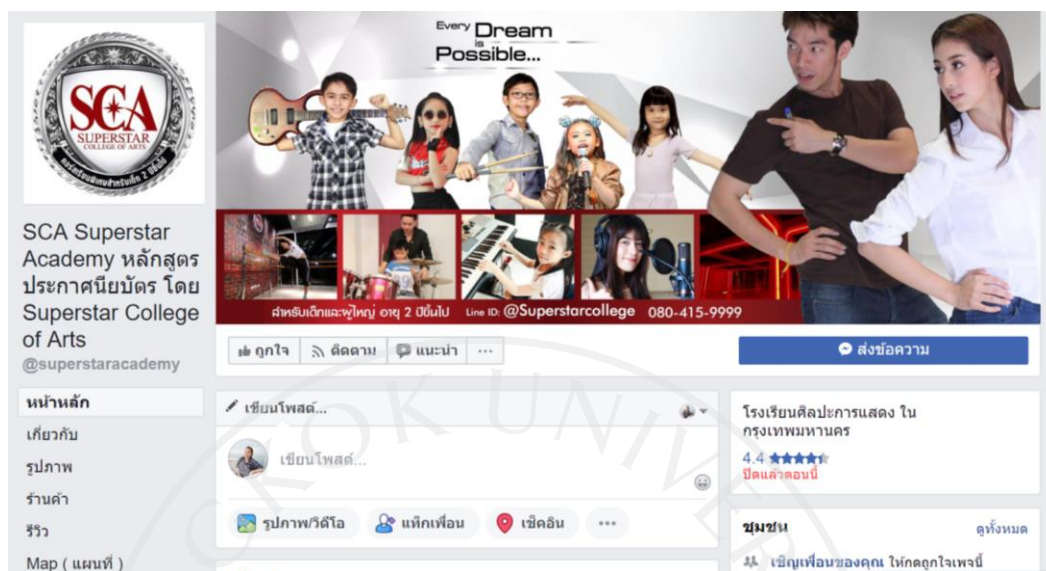 Every Dream
is
Possible...
SCA
SUPERSTAR
COLLEGE OF ARTS
SCA Superstar
Academy หลักสูตร
ประกาศนียบัตร โดย
Superstar College
of Arts
@superstaracademy
สำหรับเด็กและผู้ใหญ่ อายุ 2 ปีขึ้นไป Line ID: @Superstarcollege 080-415-9999
ถูกใจ ติดตาม แนะนำ ...
ส่งข้อความ
หน้าหลัก
เกี่ยวกับ
รูปภาพ
ร้านค้า
รีวิว
Map ( แผนที่ )
เขียนโพสต์...
เขียนโพสต์...
รูปภาพ/วิดีโอ แท็กเพื่อน เช็คอิน ...
โรงเรียนศิลปะการแสดง ใน
กรุงเทพมหานคร
4.4
ปิดแล้วตอนนี้
ชุมชน ดูทั้งหมด
เชิญเพื่อนของคุณ ให้กดถูกใจเพจนี้